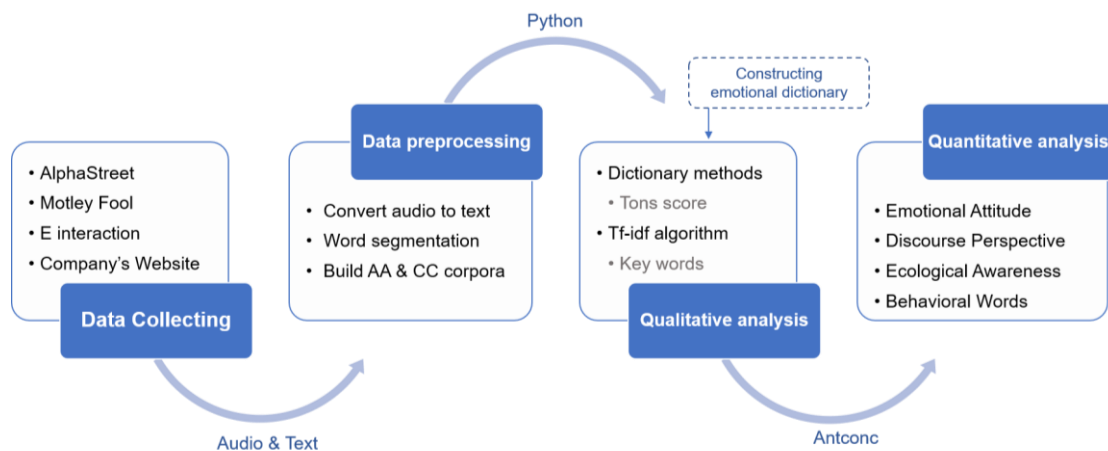 Python
Constructing
emotional dictionary
Data preprocessing
Quantitative analysis
• AlphaStreet
• Motley Fool
• E interaction
• Company's Website
Data Collecting
• Convert audio to text
• Word segmentation
• Build AA & CC corpora
• Dictionary methods
• Tons score
• Tf-idf algorithm
• Key words
Qualitative analysis
• Emotional Attitude
• Discourse Perspective
• Ecological Awareness
• Behavioral Words
Audio & Text
Antconc